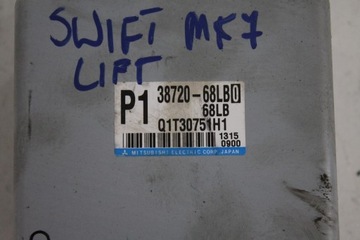 SWIFT MK7
LIFT
P1 38720-68LB0
68LB
Q1T30751H1
1315
0900
MITSUBISHI ELECTRIC CORP. JAPAN